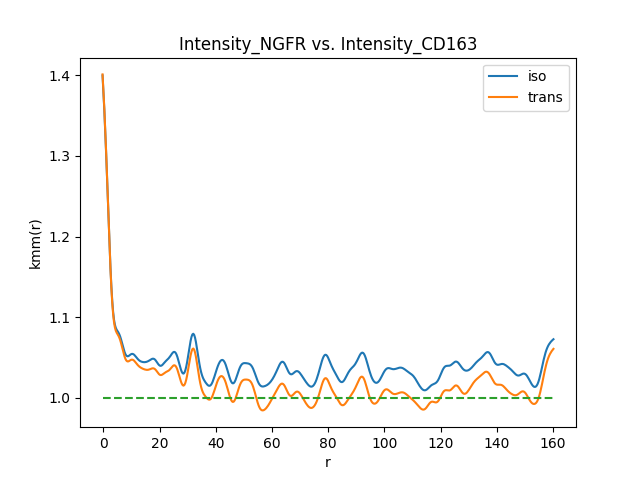 Intensity_NGFR vs. Intensity_CD163
iso
trans
kmm(r)
1.4
1.3
1.2
1.1
1.0
0 20 40 60 80 100 120 140 160
r